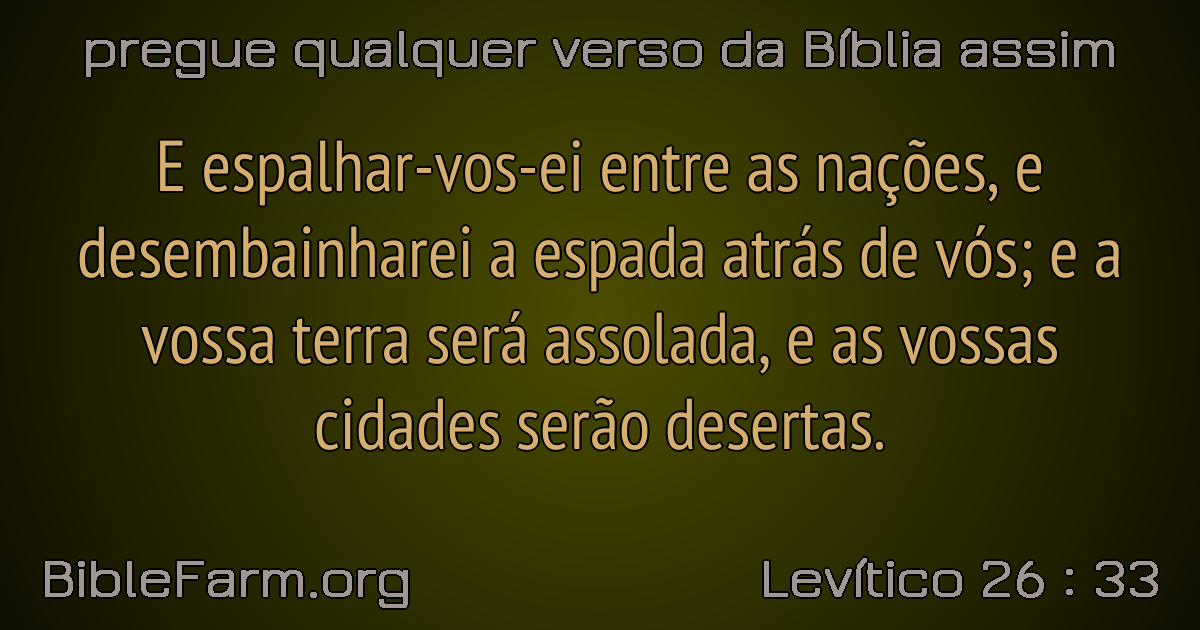 pregue qualquer verso da Bíblia assim
E espalhar-vos-ei entre as nações, e
desembainharei a espada atrás de vós; e a
vossa terra será assolada, e as vossas
cidades serão desertas.
BibleFarm.org
Levítico 26 : 33